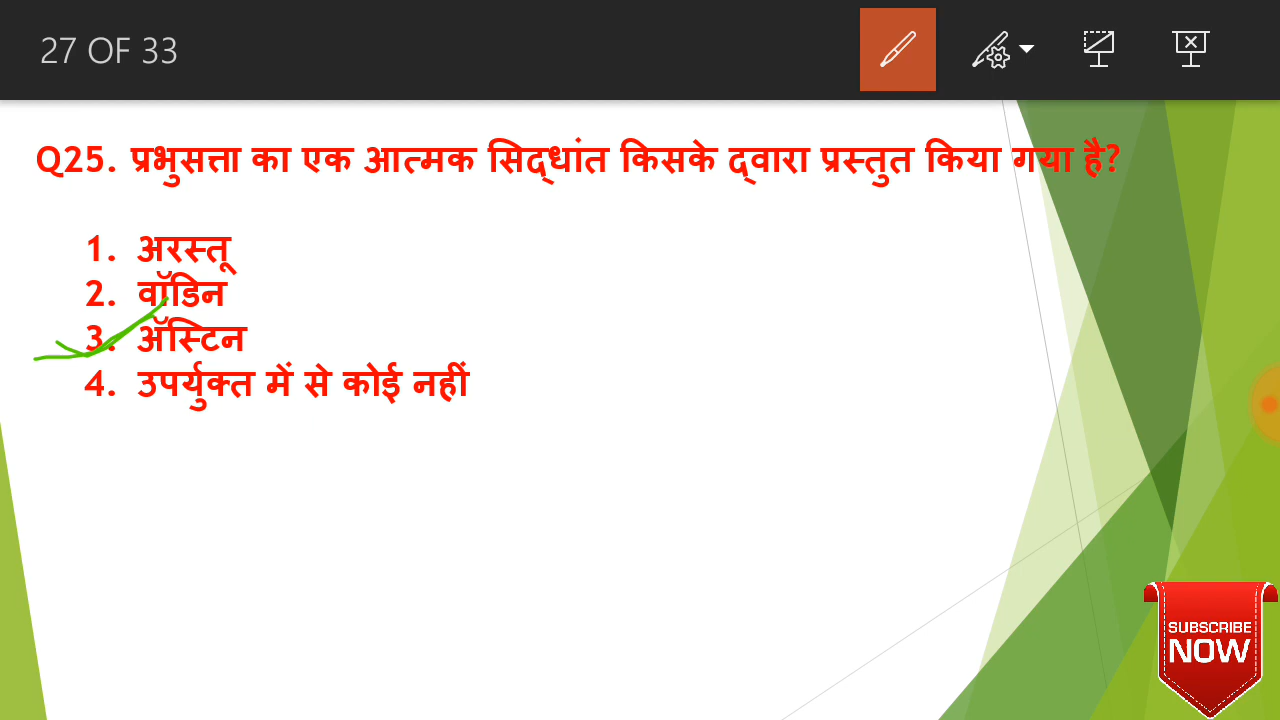 27 OF 33
Q25. प्रभुसत्ता का एक आत्मक सिद्धांत किसके द्वारा प्रस्तुत किया गया है?
1. अरस्तू
2. वॉडिन
3. ऑस्टिन
4. उपर्युक्त में से कोई नहीं
SUBSCRIBE
NOW